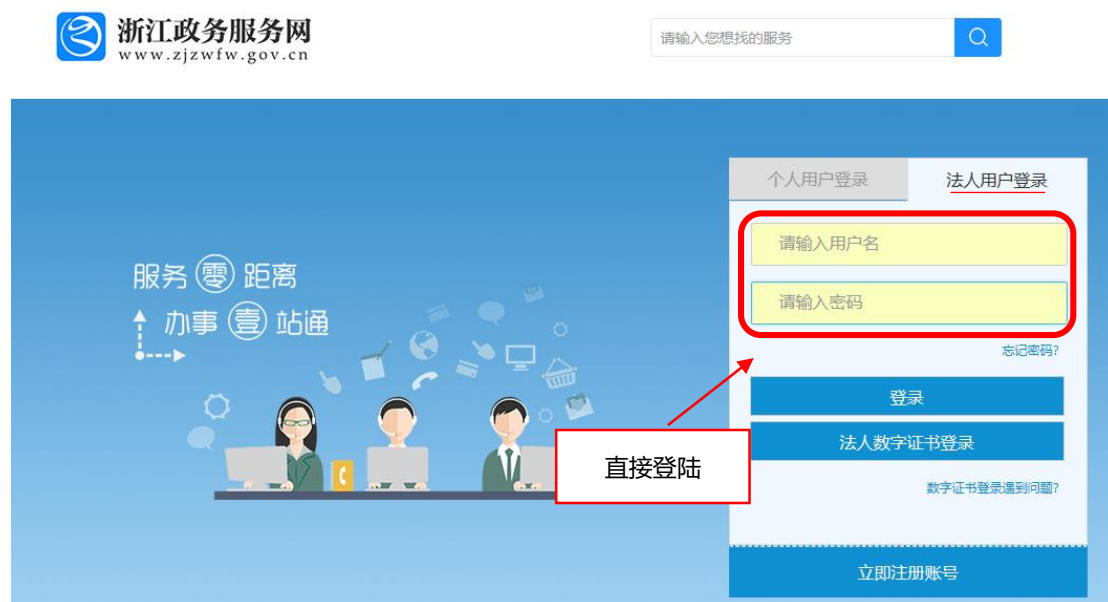 浙江政务服务网
www.zjzwfw.gov.cn
请输入您想找的服务
个人用户登录
法人用户登录
请输入用户名
请输入密码
忘记密码?
登录
法人数字证书登录
数字证书登录遇到问题?
立即注册账号
服务零距离
办事壹站通
直接登陆